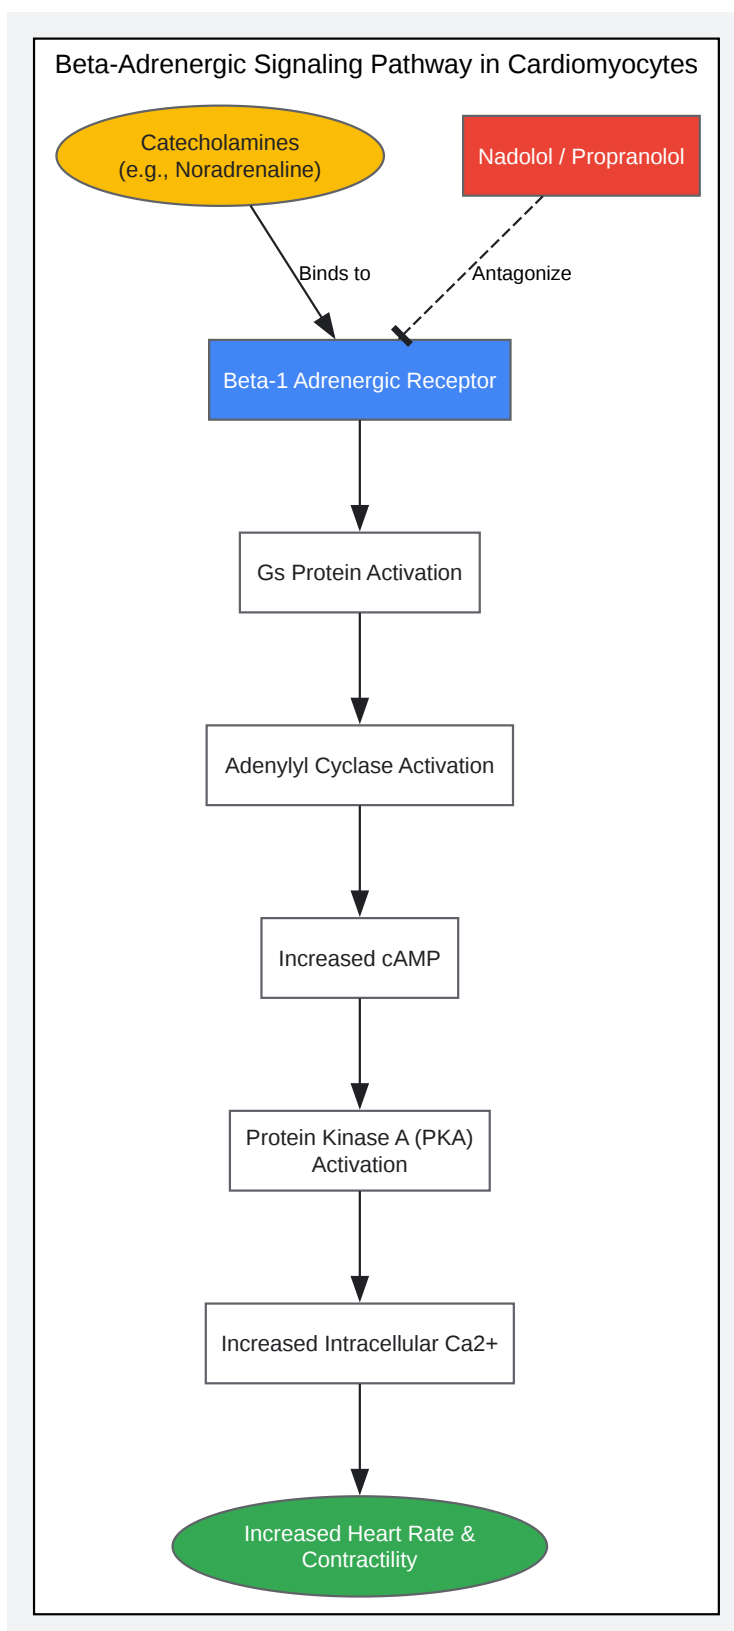 Beta-Adrenergic Signaling Pathway in Cardiomyocytes
Catecholamines
(e.g., Noradrenaline)
Nadolol / Propranolol
Binds to
Antagonize
Beta-1 Adrenergic Receptor
Gs Protein Activation
Adenylyl Cyclase Activation
Increased cAMP
Protein Kinase A (PKA)
Activation
Increased Intracellular Ca2+
Increased Heart Rate &
Contractility